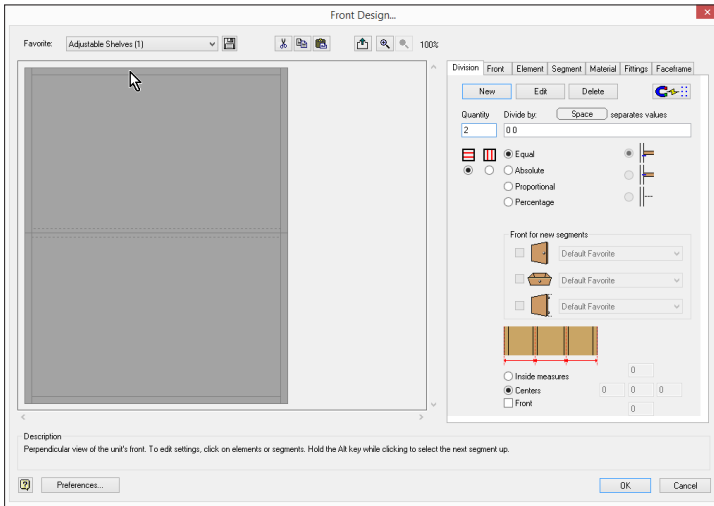 Front Design...
Favorite: Adjustable Shelves (1) 100%
Division Front Element Segment Material Fittings Faceframe
New Edit Delete
Quantity Divide by: Space separates values
2 0 0
Equal
Absolute
Proportional
Percentage
Front for new segments
Default Favorite
Default Favorite
Default Favorite
Inside measures 0
Centers 0 0 0
Front 0
Description
Perpendicular view of the unit's front. To edit settings, click on elements or segments. Hold the Alt key while clicking to select the next segment up.
Preferences... OK Cancel